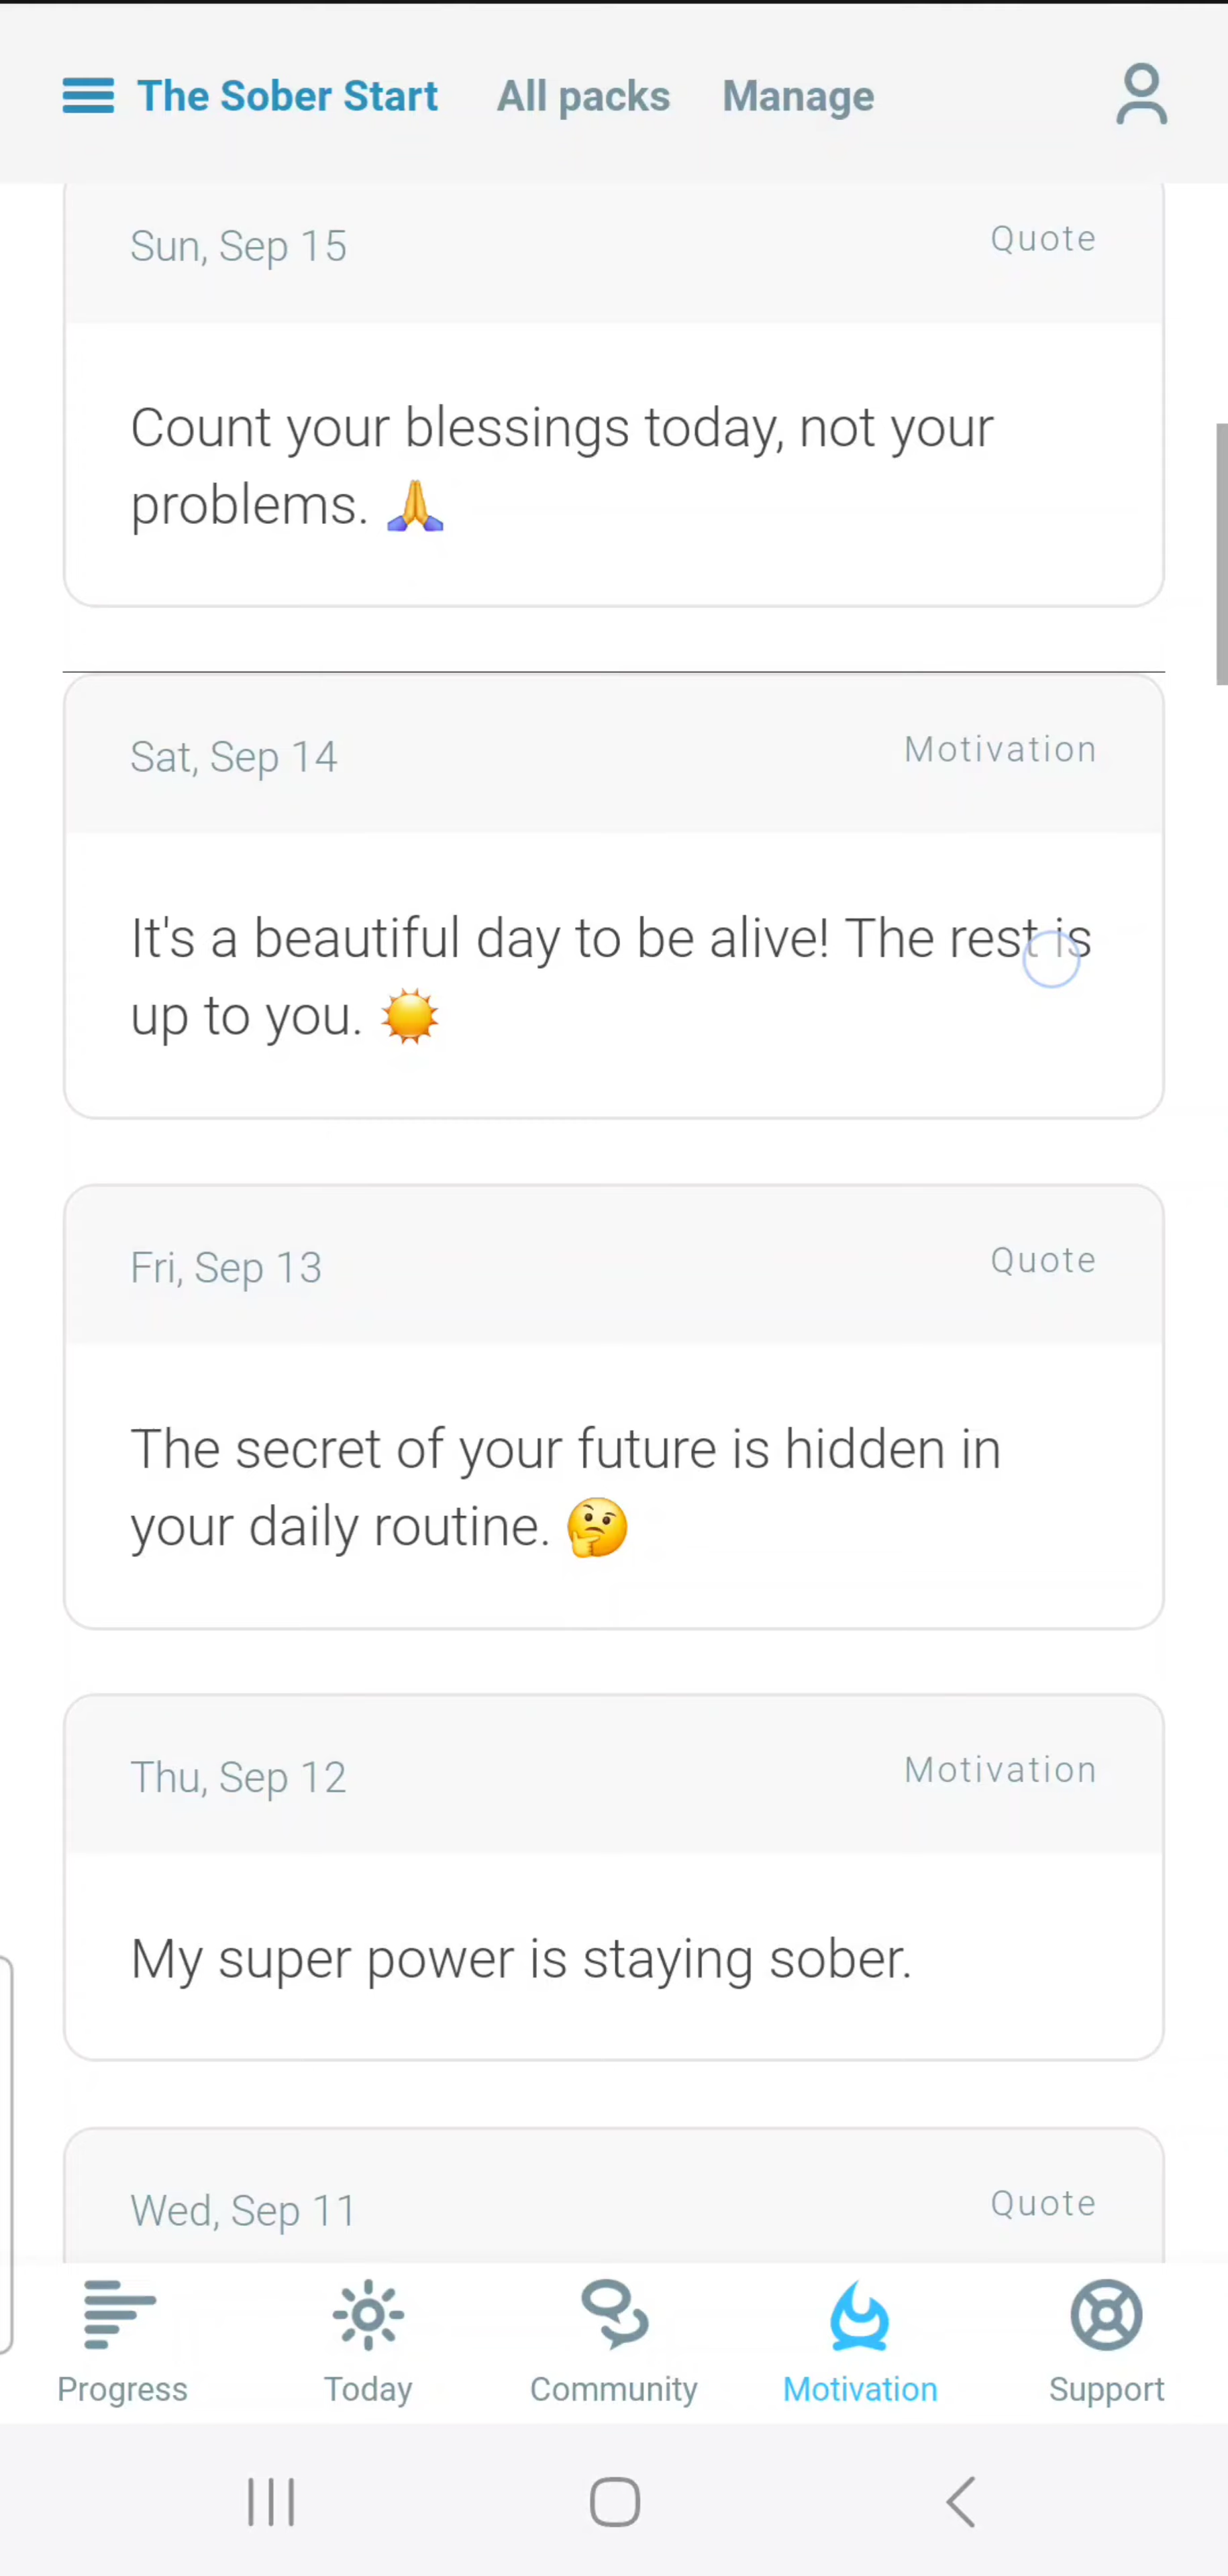 The Sober Start All packs Manage
Sun, Sep 15 Quote
Count your blessings today, not your
problems. 🙏
Sat, Sep 14 Motivation
It's a beautiful day to be alive! The rest is
up to you. ☀️
Fri, Sep 13 Quote
The secret of your future is hidden in
your daily routine. 🤔
Thu, Sep 12 Motivation
My super power is staying sober.
Wed, Sep 11 Quote
Progress Today Community Motivation Support